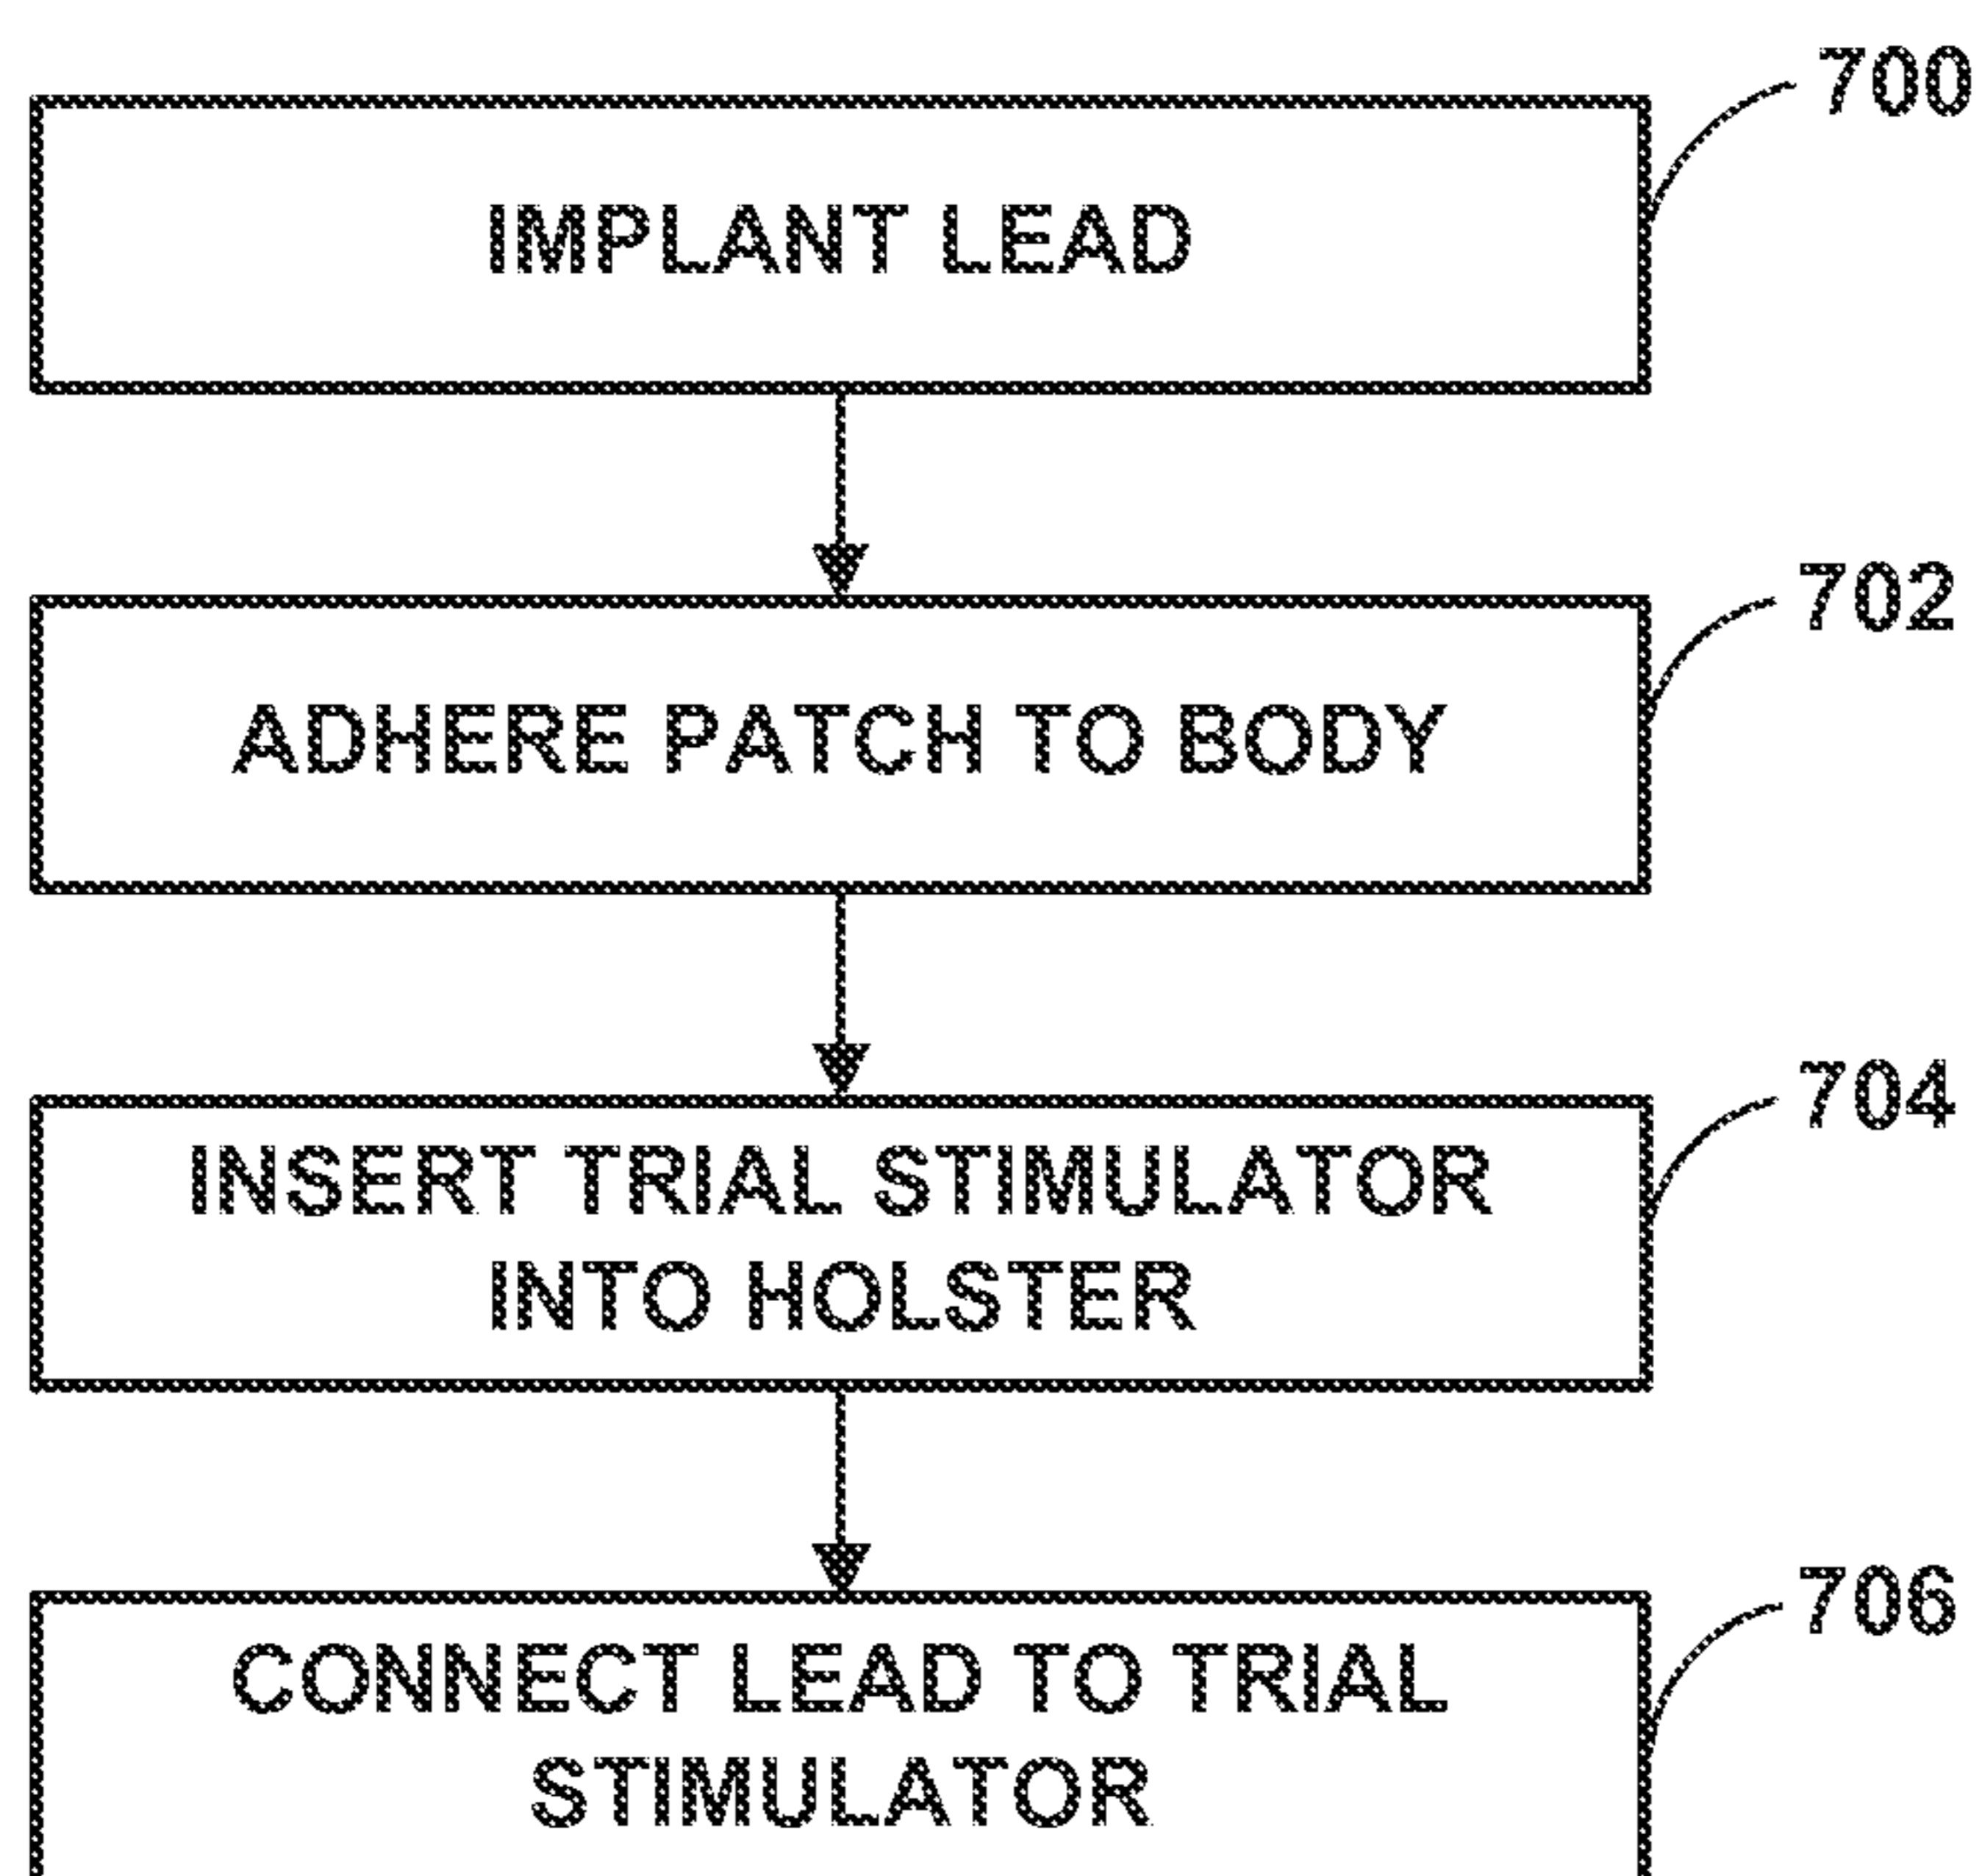 700
IMPLANT LEAD
702
ADHERE PATCH TO BODY
704
INSERT TRIAL STIMULATOR
INTO HOLSTER
706
CONNECT LEAD TO TRIAL
STIMULATOR